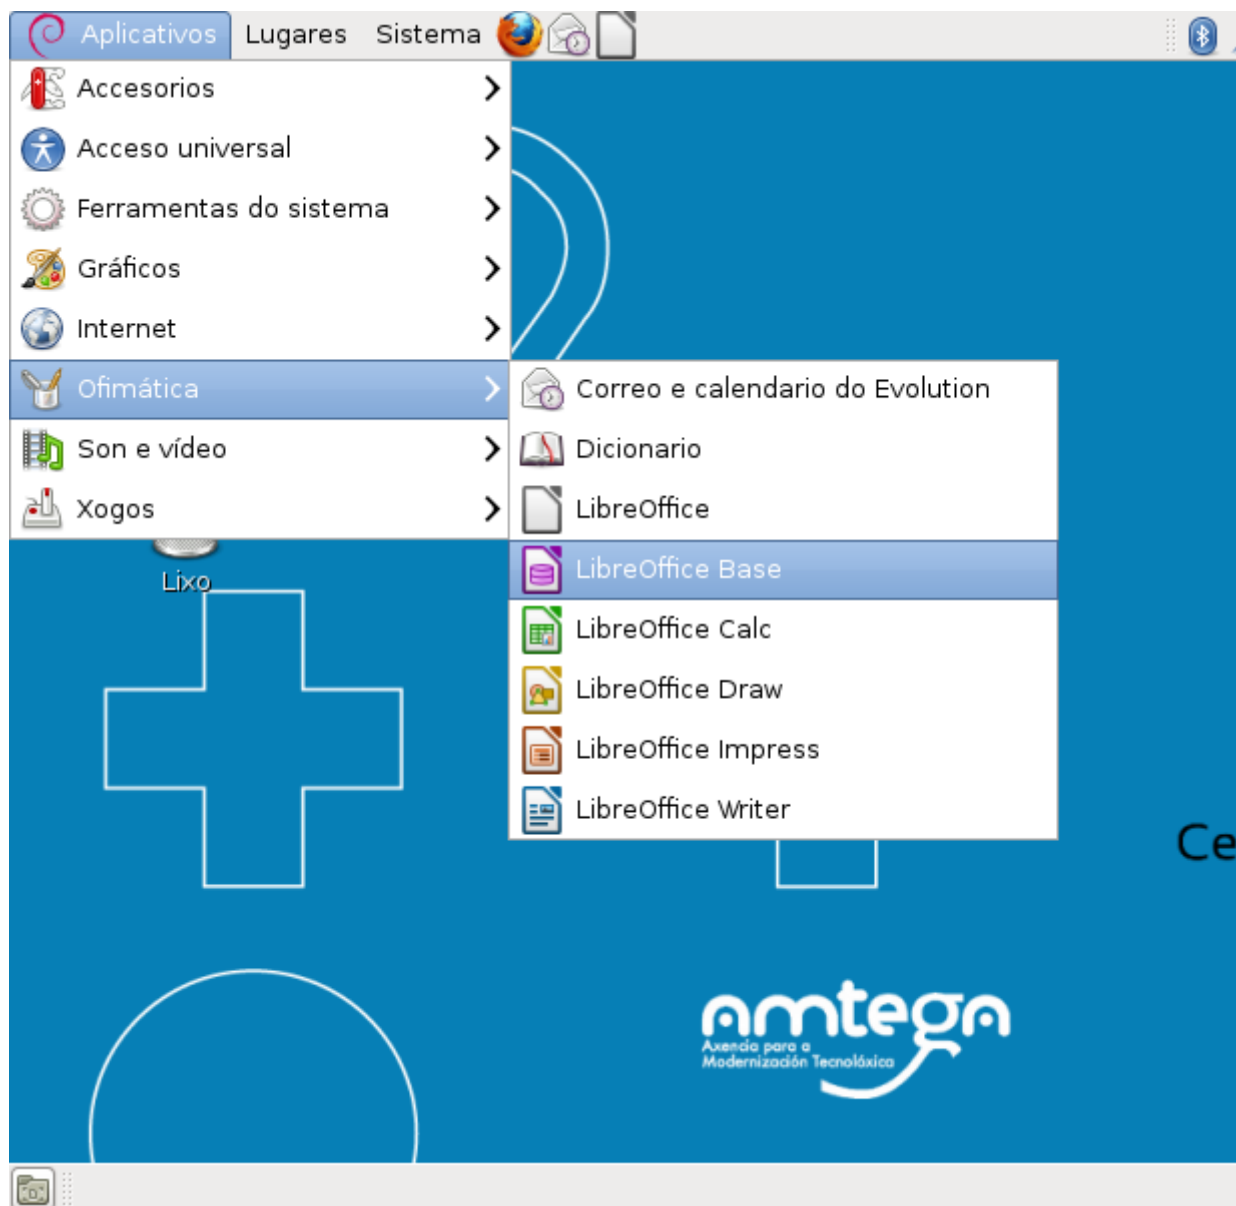 Aplicativos Lugares Sistema
Accesorios
Acceso universal
Ferramentas do sistema
Gráficos
Internet
Ofimática
Son e vídeo
Xogos
Correo e calendario do Evolution
Dicionario
LibreOffice
LibreOffice Base
LibreOffice Calc
LibreOffice Draw
LibreOffice Impress
LibreOffice Writer
Lixo
Ce
amtega
Axencia para a
Modernización Tecnolóxica